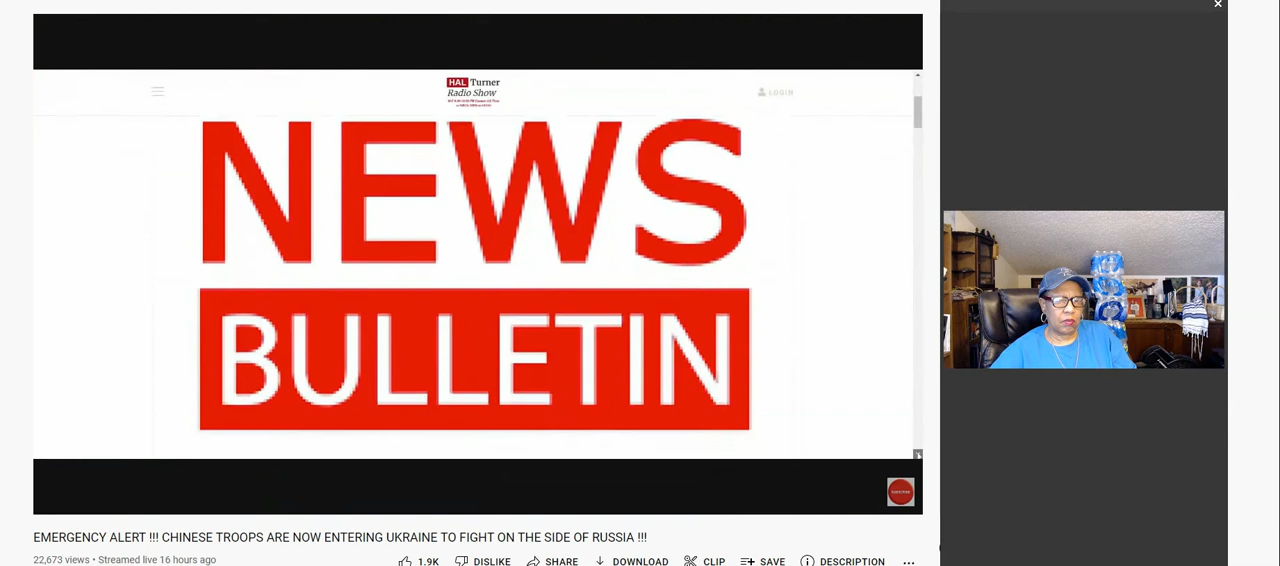 HAL Turner
Radio Show
LOGIN
NEWS
BULLETIN
EMERGENCY ALERT !!! CHINESE TROOPS ARE NOW ENTERING UKRAINE TO FIGHT ON THE SIDE OF RUSSIA !!!
22,673 views • Streamed live 16 hours ago
1.9K
DISLIKE
SHARE
DOWNLOAD
CLIP
SAVE
DESCRIPTION